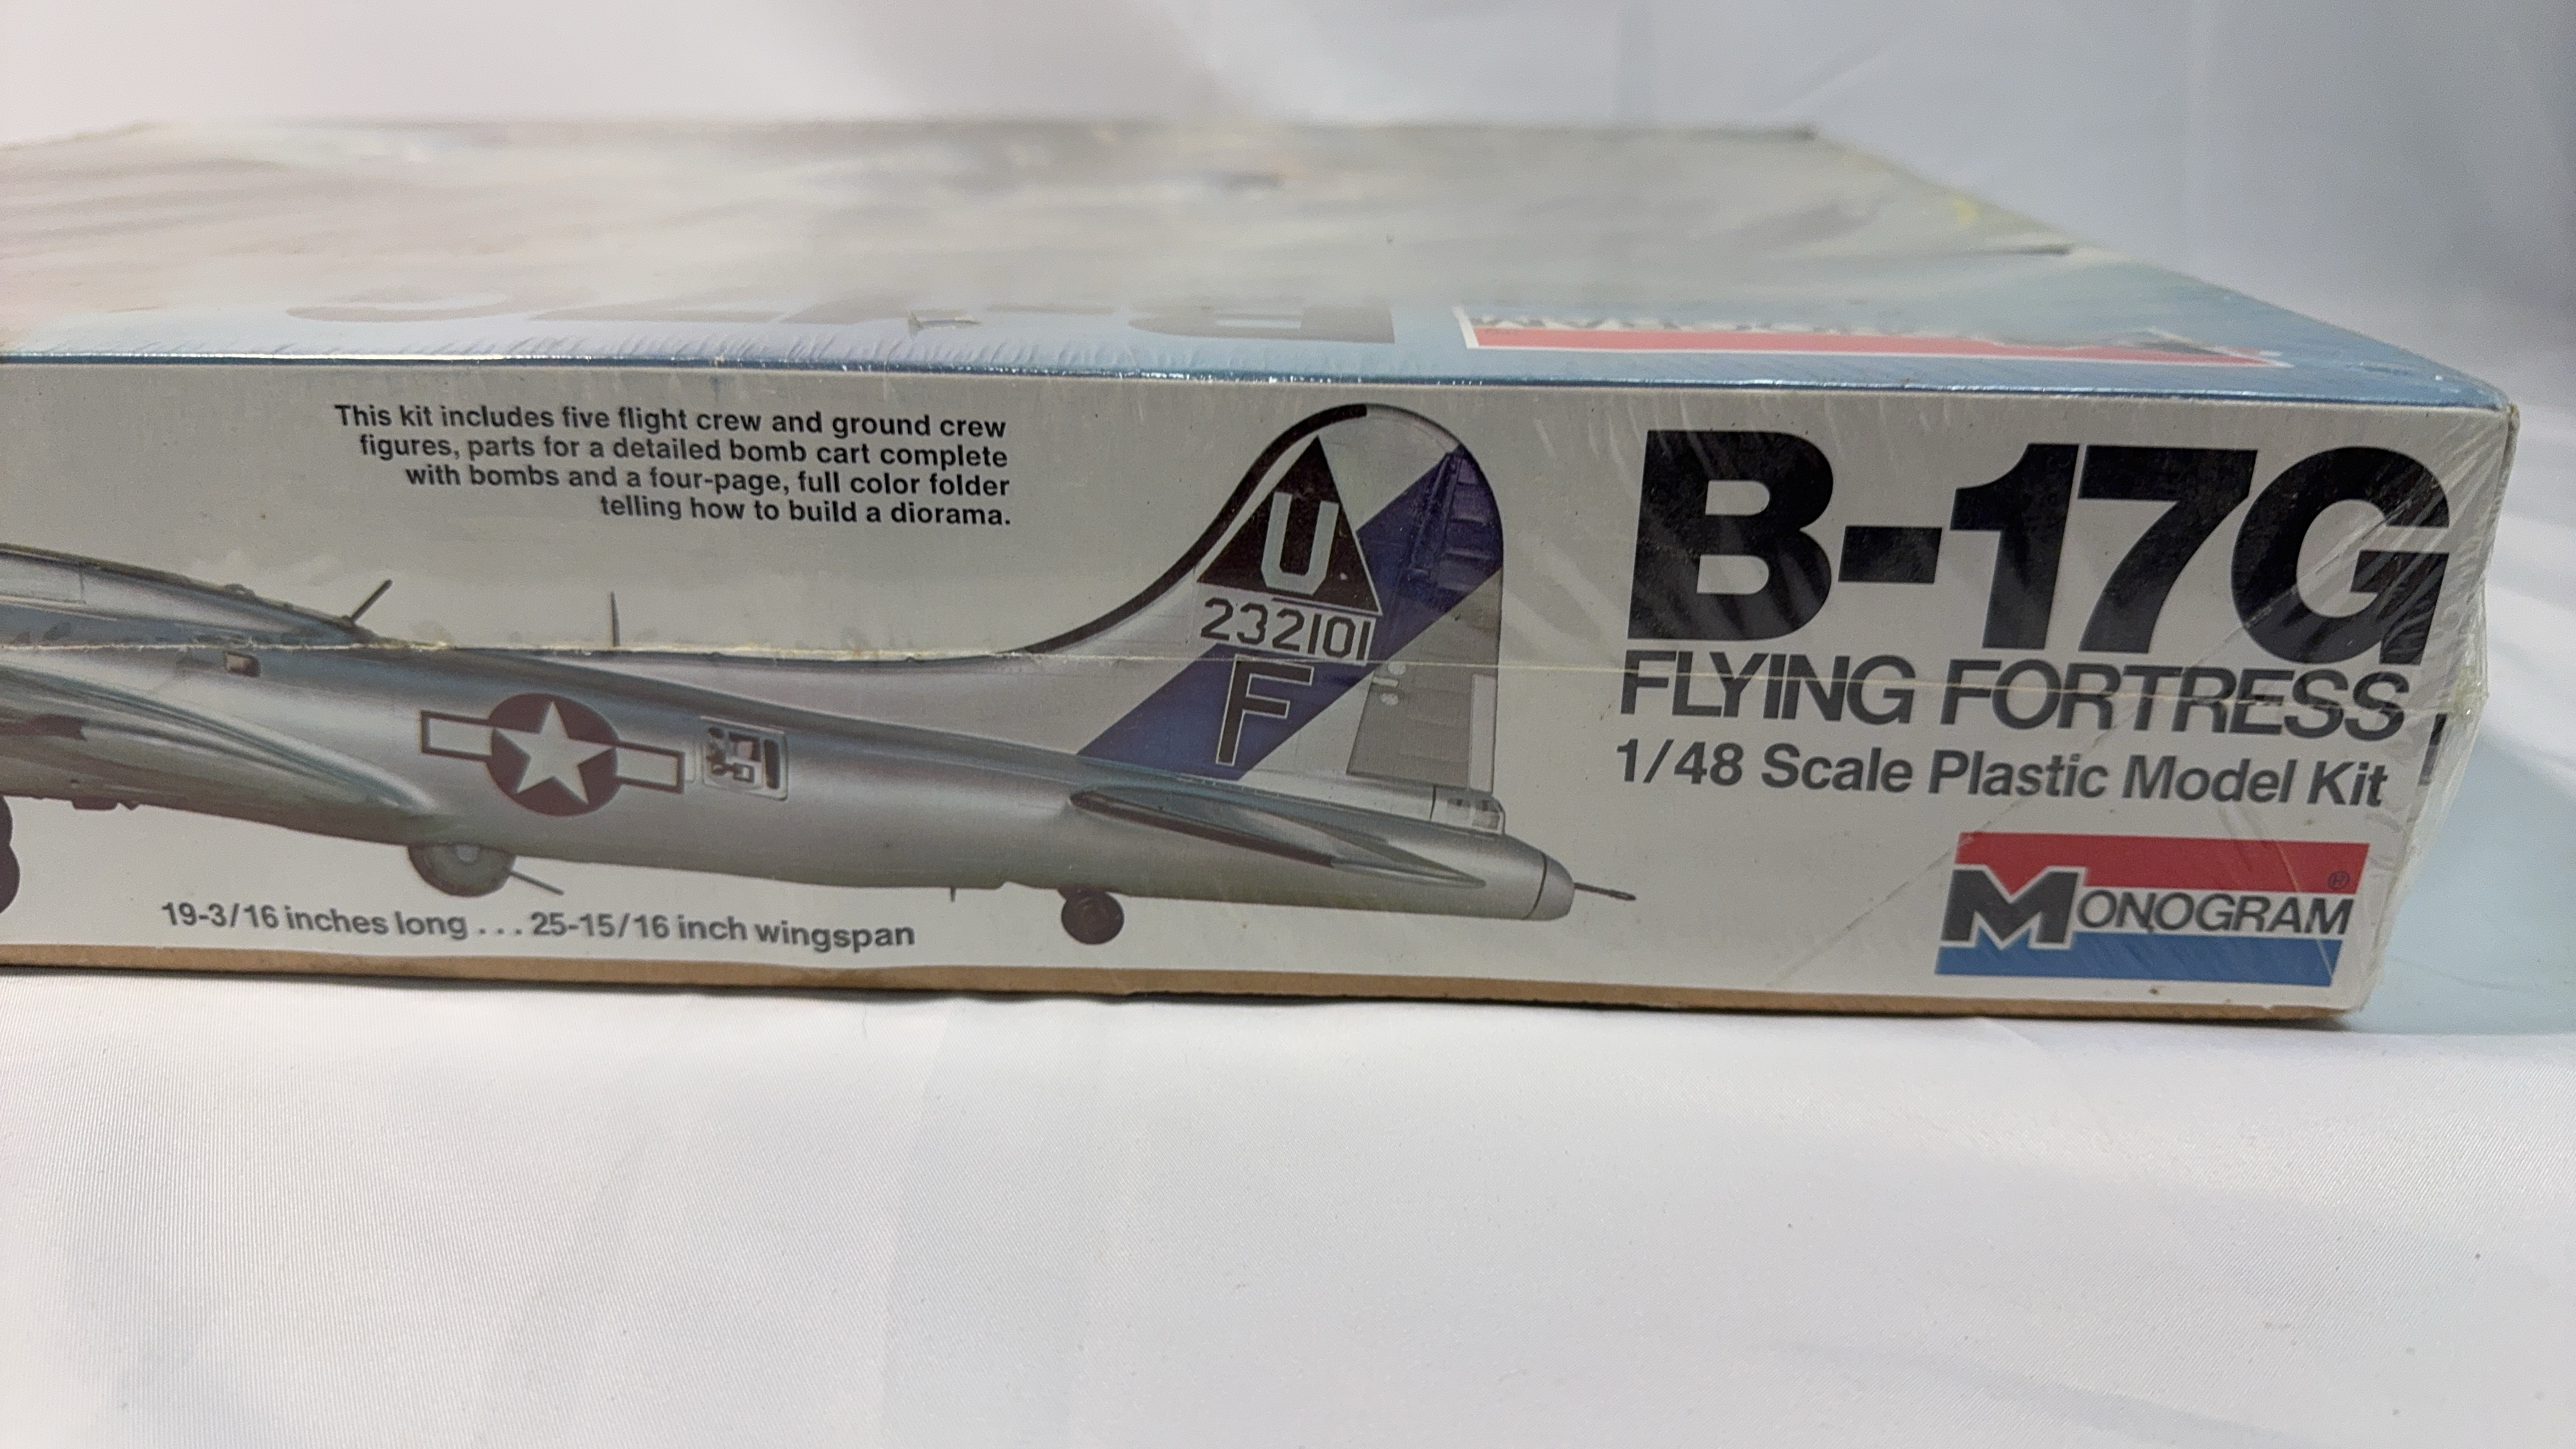 This kit includes five flight crew and ground crew
figures, parts for a detailed bomb cart complete
with bombs and a four-page, full color folder
telling how to build a diorama.
U
232101
F
19-3/16 inches long . . . 25-15/16 inch wingspan
B-17G
FLYING FORTRESS
1/48 Scale Plastic Model Kit
MONOGRAM®